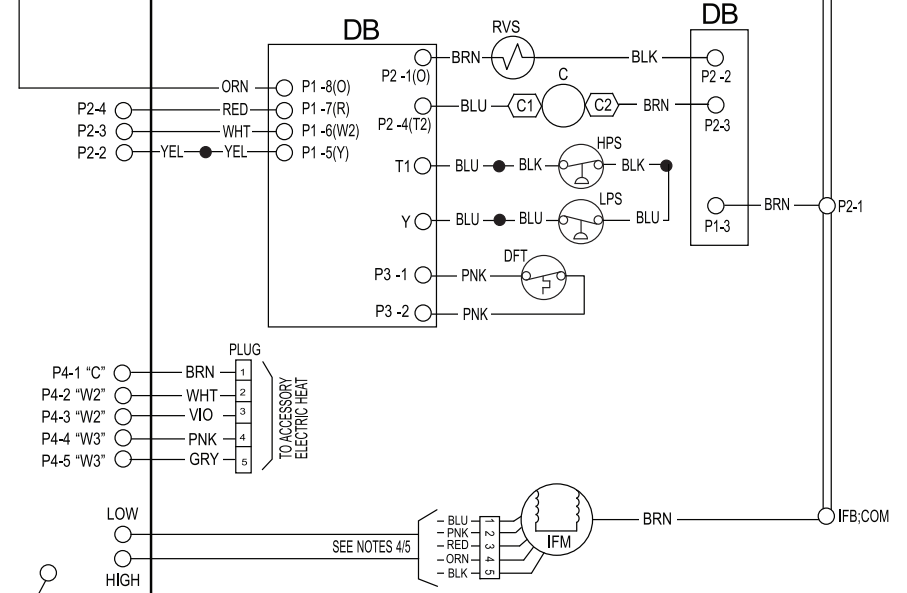 DB
DB
RVS
BRN
BLK
P2 -1(O)
P2 -2
ORN
P1 -8(O)
C
P2-4
RED
P1 -7(R)
BLU
C1
C2
BRN
P2 -4(T2)
P2-3
P2-3
WHT
P1 -6(W2)
P2-2
YEL
YEL
P1 -5(Y)
HPS
T1
BLU
BLK
BLK
LPS
Y
BLU
BLU
BLU
P1-3
BRN
P2-1
DFT
P3 -1
PNK
P3 -2
PNK
PLUG
P4-1 "C"
BRN
1
P4-2 "W2"
WHT
2
P4-3 "W2"
VIO
3
P4-4 "W3"
PNK
4
P4-5 "W3"
GRY
5
TO ACCESSORY
ELECTRIC HEAT
LOW
HIGH
SEE NOTES 4/5
BLU
1
PNK
2
RED
3
ORN
4
BLK
5
IFM
BRN
IFB;COM